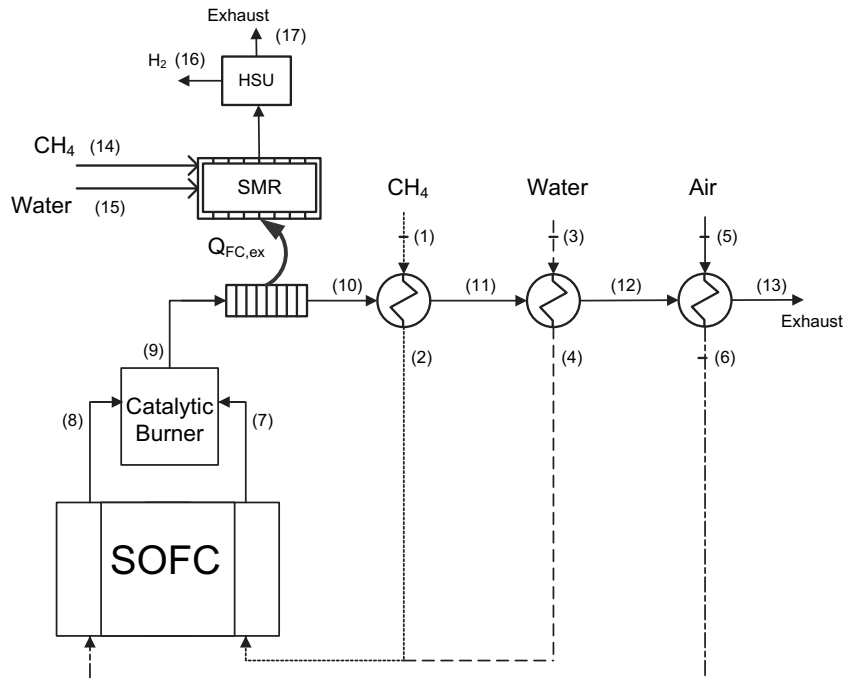 Exhaust
(17)
H₂ (16)
HSU
CH₄ (14)
SMR
Water (15)
CH₄
Water
Air
(1)
(3)
(5)
Q_FC,ex
(10)
(11)
(12)
(13)
Exhaust
(9)
(2)
(4)
(6)
(8)
Catalytic
Burner
(7)
SOFC